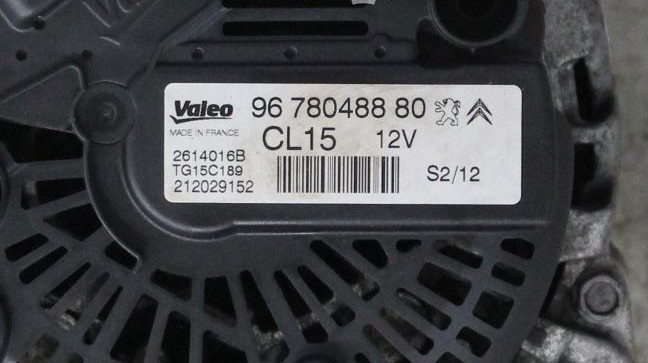 Valeo 96 780488 80
MADE IN FRANCE CL15 12V
2614016B
TG15C189 S2/12
212029152